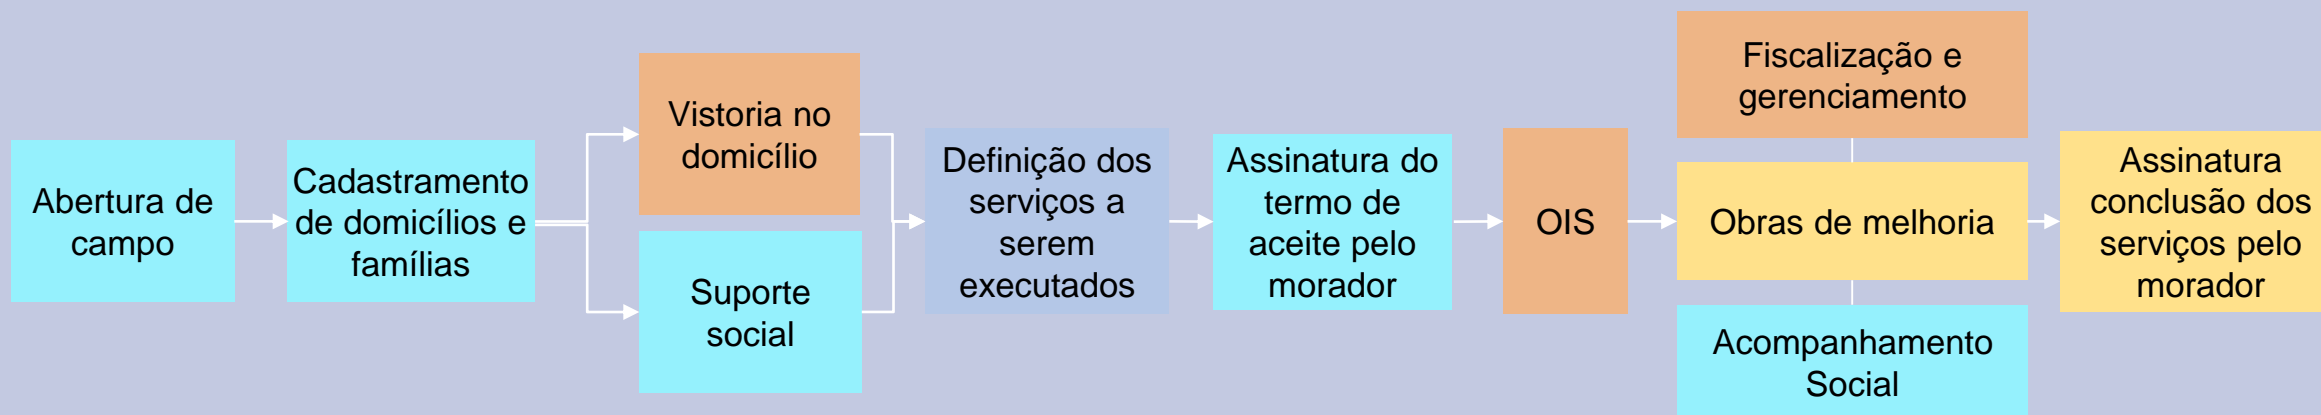 Abertura de
campo
Cadastramento
de domicílios e
famílias
Vistoria no
domicílio
Suporte
social
Definição dos
serviços a
serem
executados
Assinatura do
termo de
aceite pelo
morador
OIS
Fiscalização e
gerenciamento
Obras de melhoria
Acompanhamento
Social
Assinatura
conclusão dos
serviços pelo
morador